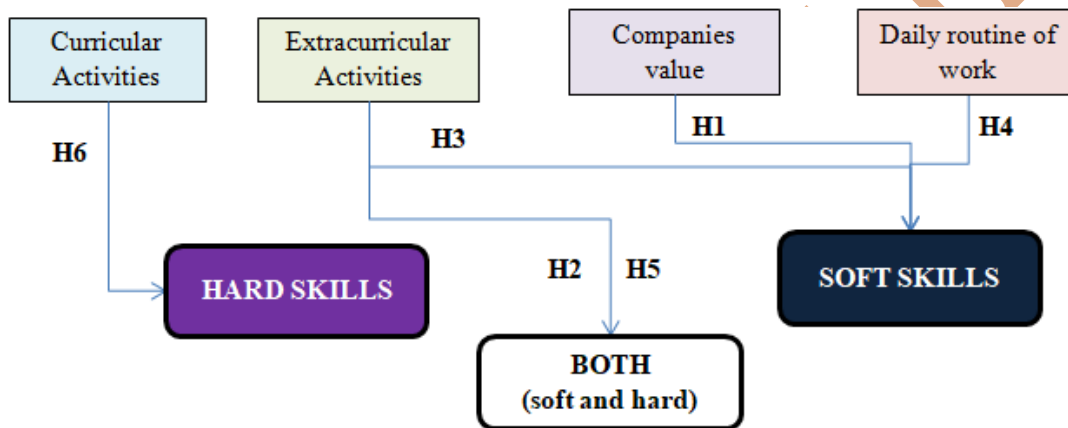 Curricular
Activities
Extracurricular
Activities
Companies
value
Daily routine of
work
H6
H3
H1
H4
H2
H5
HARD SKILLS
SOFT SKILLS
BOTH
(soft and hard)